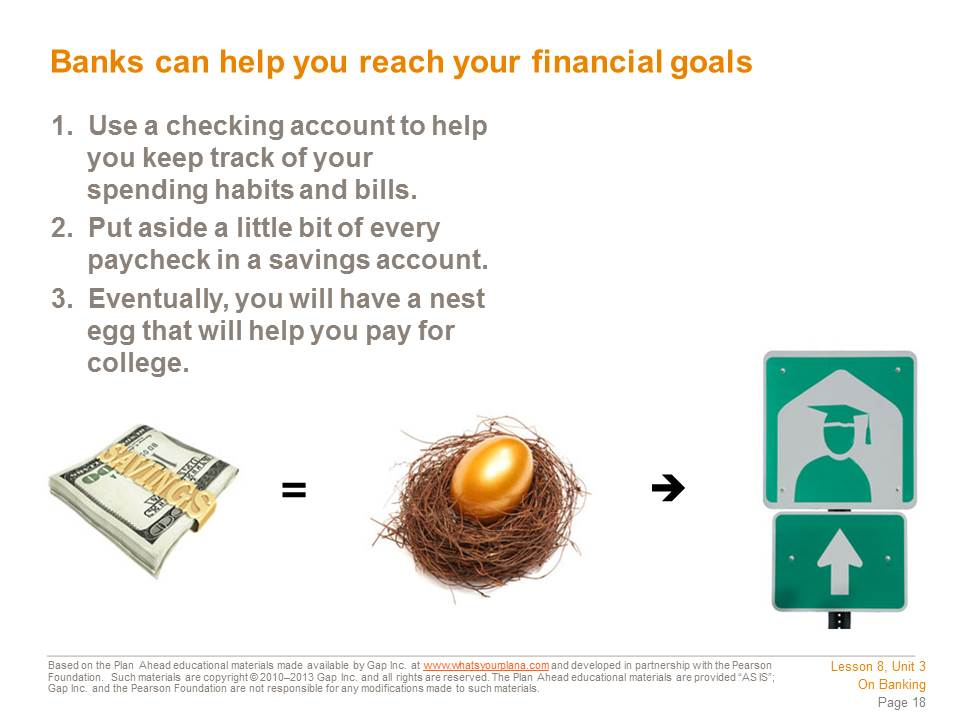 Banks can help you reach your financial goals
1. Use a checking account to help
you keep track of your
spending habits and bills.
2. Put aside a little bit of every
paycheck in a savings account.
3. Eventually, you will have a nest
egg that will help you pay for
college.
SAVINGS
=
Based on the Plan Ahead educational materials made available by Gap Inc. at www.whatsyourplana.com and developed in partnership with the Pearson
Foundation. Such materials are copyright © 2010–2013 Gap Inc. and all rights are reserved. The Plan Ahead educational materials are provided “AS IS”;
Gap Inc. and the Pearson Foundation are not responsible for any modifications made to such materials.
Lesson 8, Unit 3
On Banking
Page 18